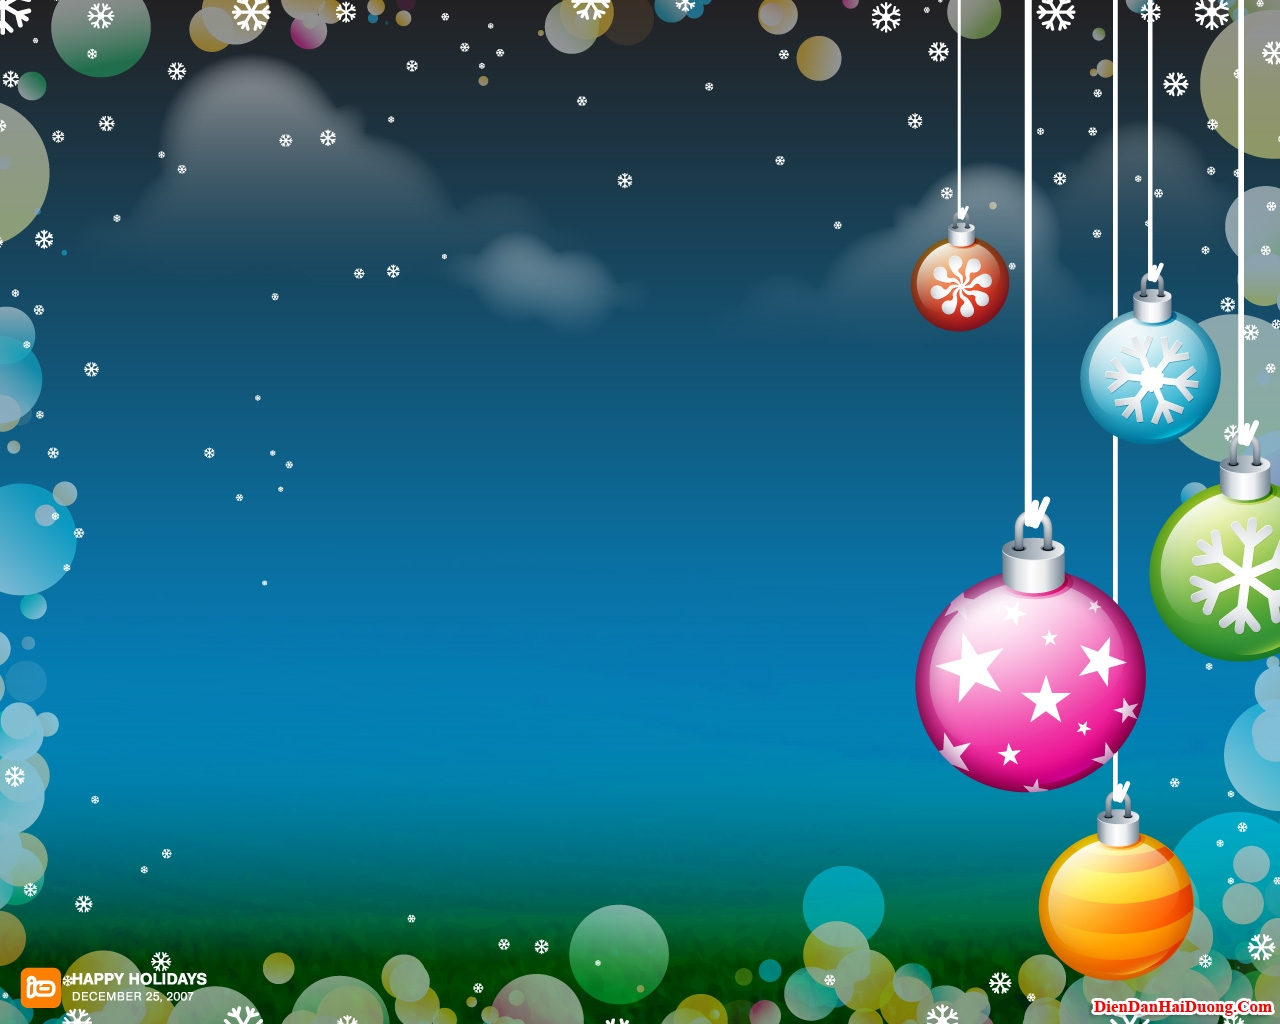 HAPPY HOLIDAYS
DECEMBER 25, 2007
DienDanHaiDuong.Com